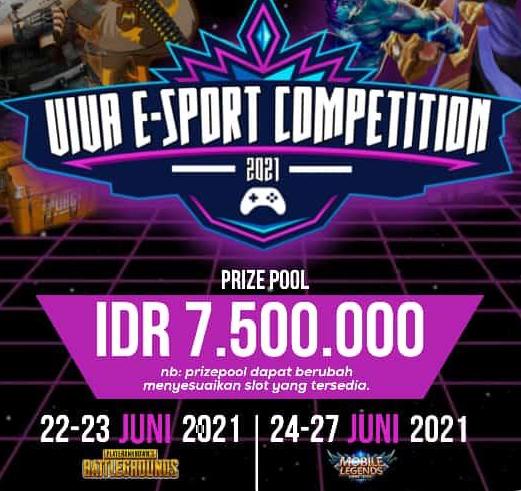 VIVA E-SPORT COMPETITION
2021
PRIZE POOL
IDR 7.500.000
nb: prizepool dapat berubah
menyesuaikan slot yang tersedia.
22-23 JUNI 2021 | 24-27 JUNI 2021
PLAYERUNKNOWN'S
BATTLEGROUNDS
MOBILE
LEGENDS